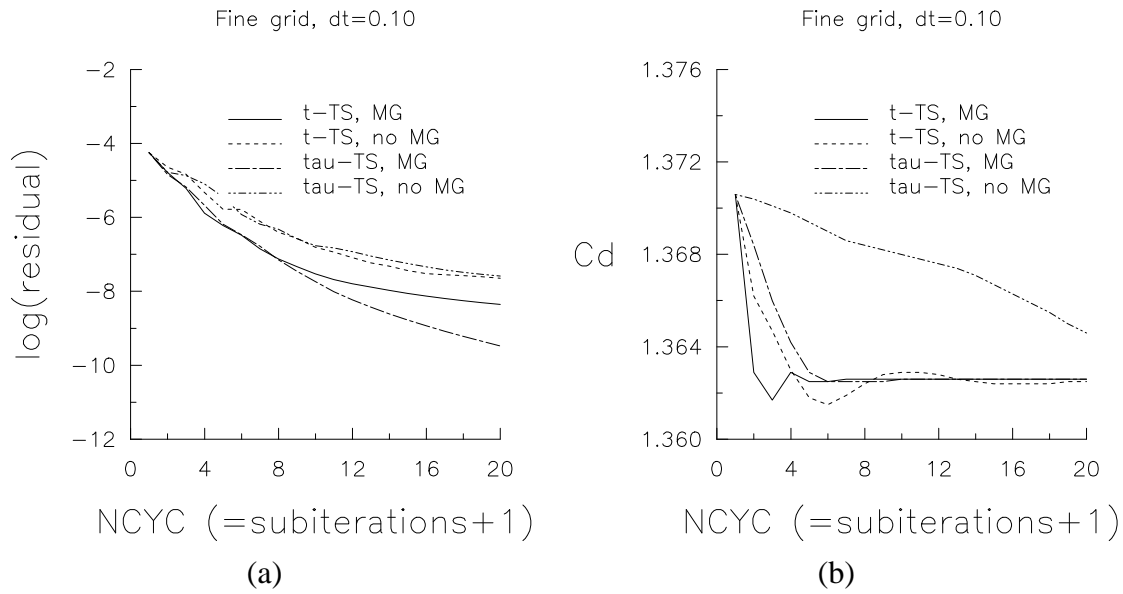 Fine grid, dt=0.10
-2
-4
-6
-8
-10
-12
log(residual)
t-TS, MG
t-TS, no MG
tau-TS, MG
tau-TS, no MG
0 4 8 12 16 20
NCYC (=subiterations+1)
(a)
Fine grid, dt=0.10
1.376
1.372
1.368
1.364
1.360
Cd
t-TS, MG
t-TS, no MG
tau-TS, MG
tau-TS, no MG
0 4 8 12 16 20
NCYC (=subiterations+1)
(b)